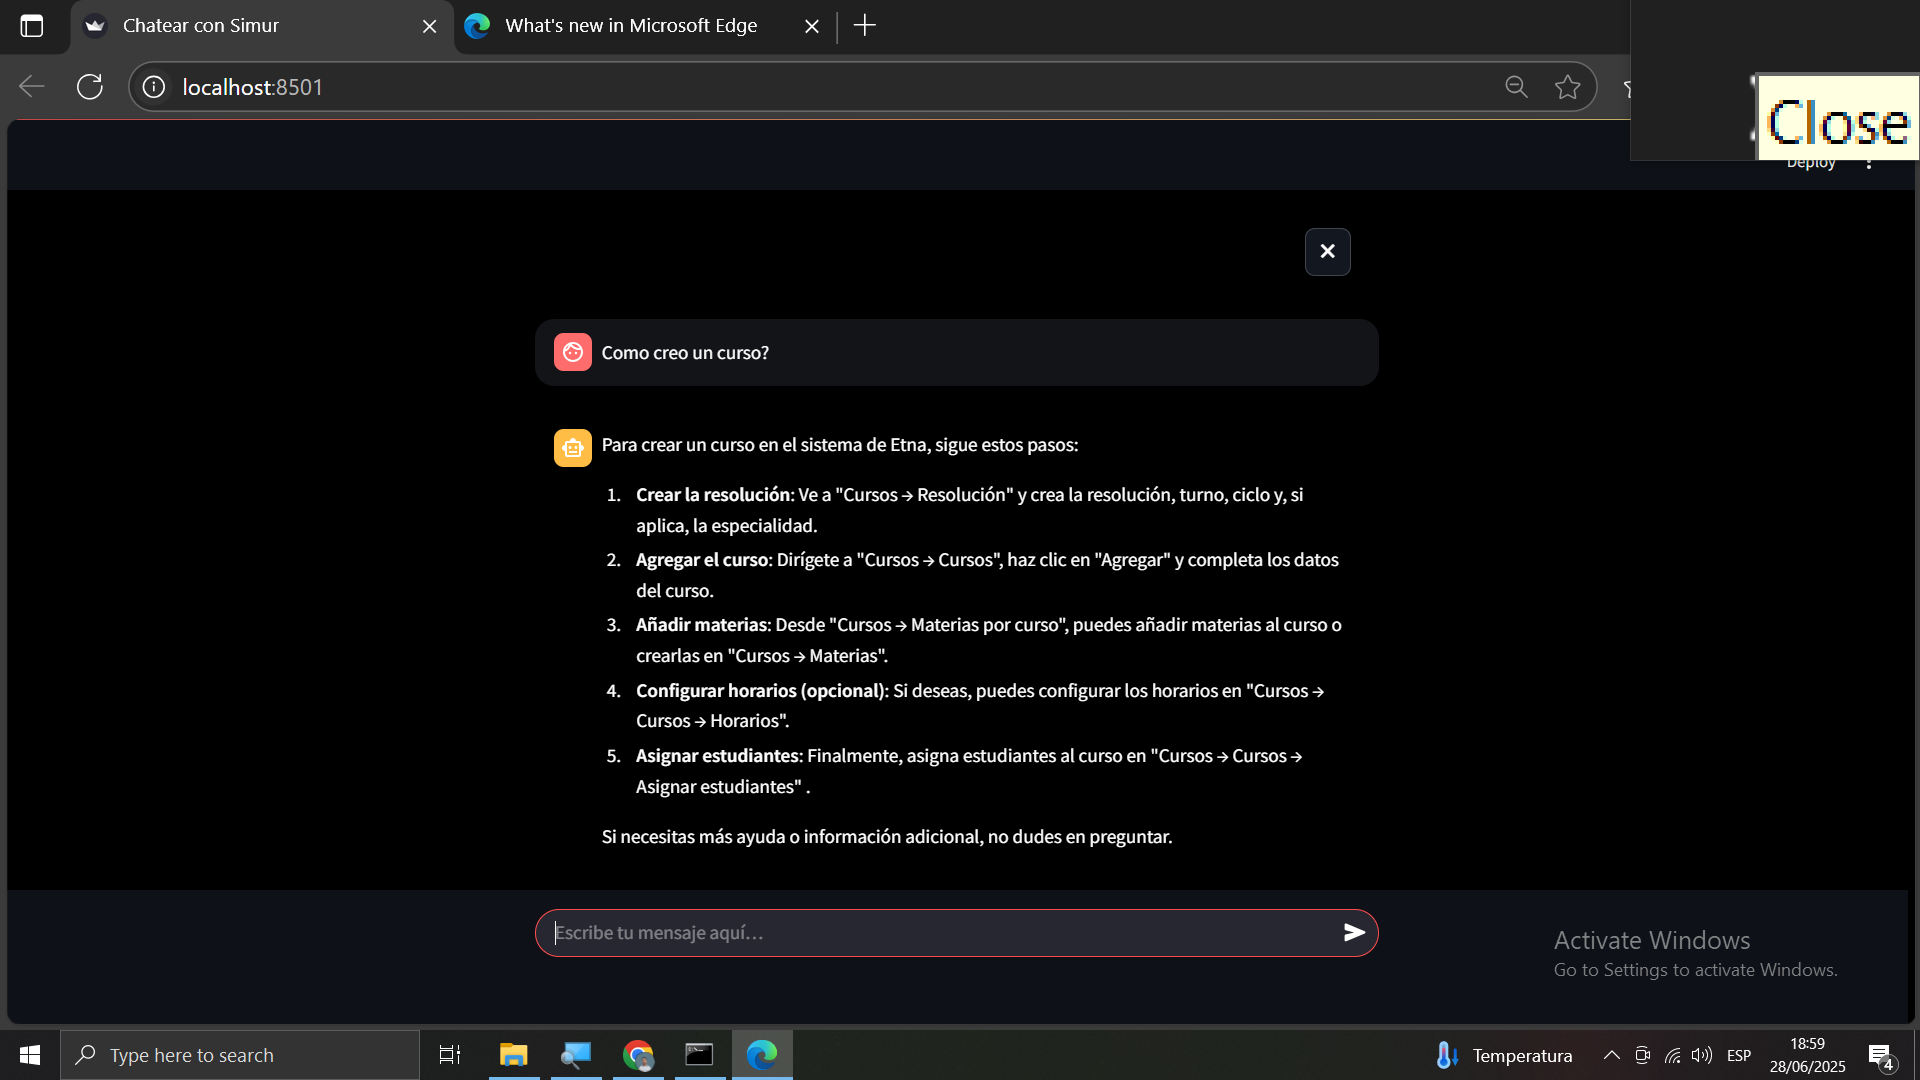 Chatear con Simur
What's new in Microsoft Edge
localhost:8501
Close
Deploy
Como creo un curso?
Para crear un curso en el sistema de Etna, sigue estos pasos:
1. Crear la resolución: Ve a "Cursos → Resolución" y crea la resolución, turno, ciclo y, si
aplica, la especialidad.
2. Agregar el curso: Dirígete a "Cursos → Cursos", haz clic en "Agregar" y completa los datos
del curso.
3. Añadir materias: Desde "Cursos → Materias por curso", puedes añadir materias al curso o
crearlas en "Cursos → Materias".
4. Configurar horarios (opcional): Si deseas, puedes configurar los horarios en "Cursos →
Cursos → Horarios".
5. Asignar estudiantes: Finalmente, asigna estudiantes al curso en "Cursos → Cursos →
Asignar estudiantes" .
Si necesitas más ayuda o información adicional, no dudes en preguntar.
Escribe tu mensaje aquí...
Activate Windows
Go to Settings to activate Windows.
Type here to search
Temperatura
ESP
18:59
28/06/2025
4